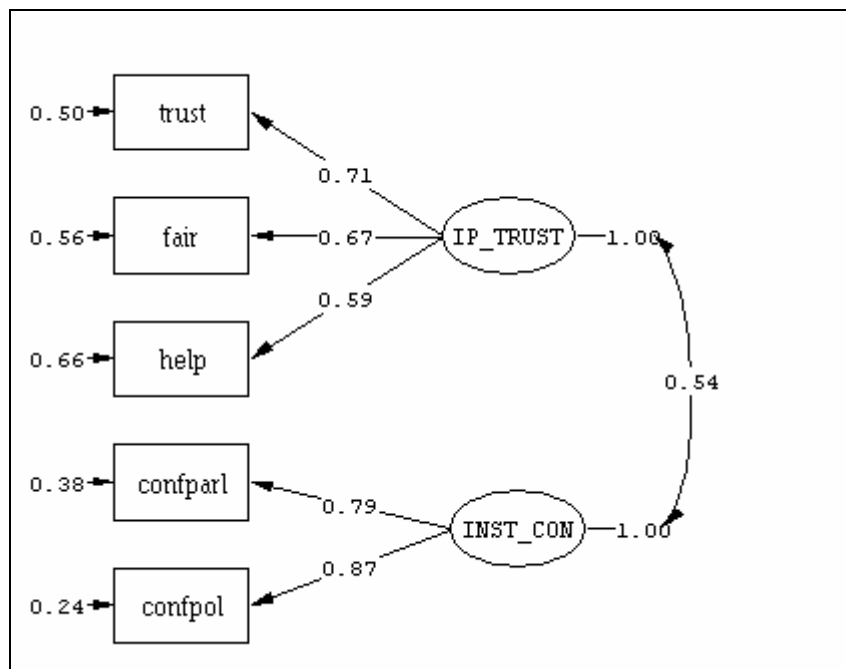 0.50
trust
0.71
0.56
fair
0.67
IP_TRUST
1.00
0.59
0.66
help
0.54
0.38
confparl
0.79
INST_CON
1.00
0.87
0.24
confpol